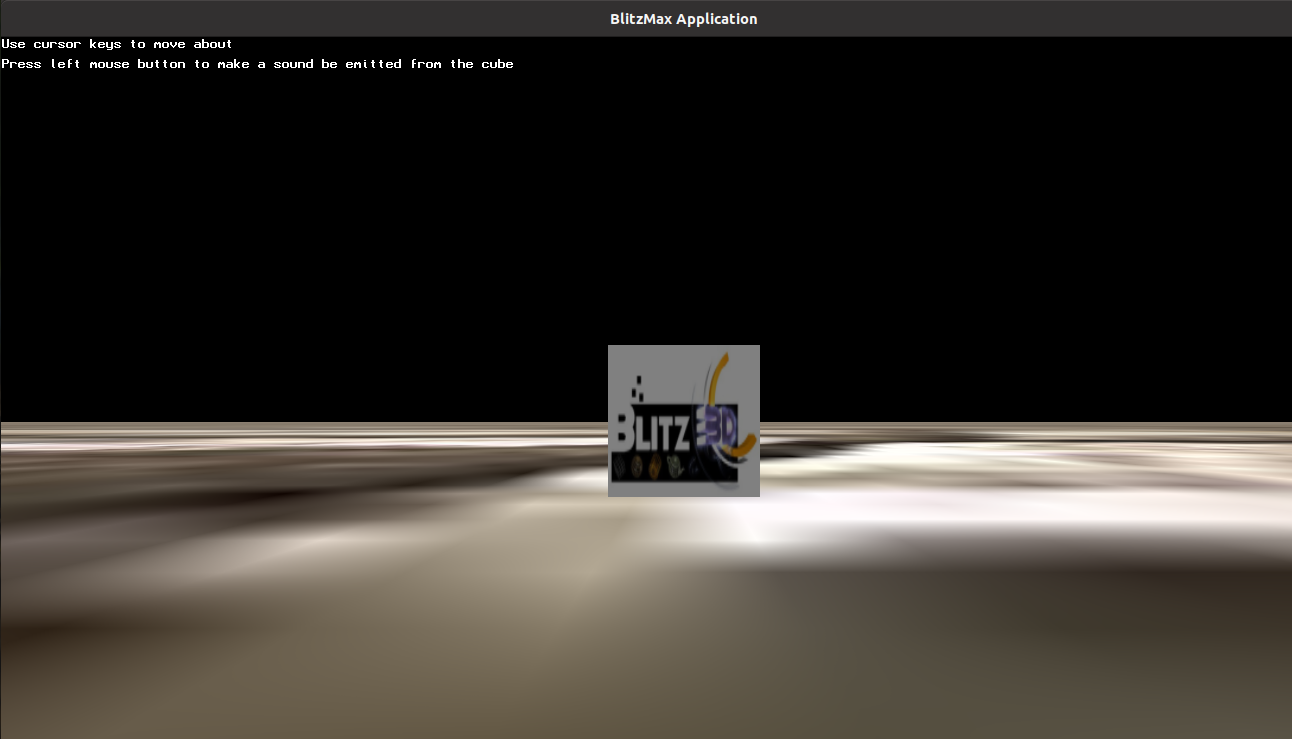 BlitzMax Application
Use cursor keys to move about
Press left mouse button to make a sound be emitted from the cube
BLITZ 3D